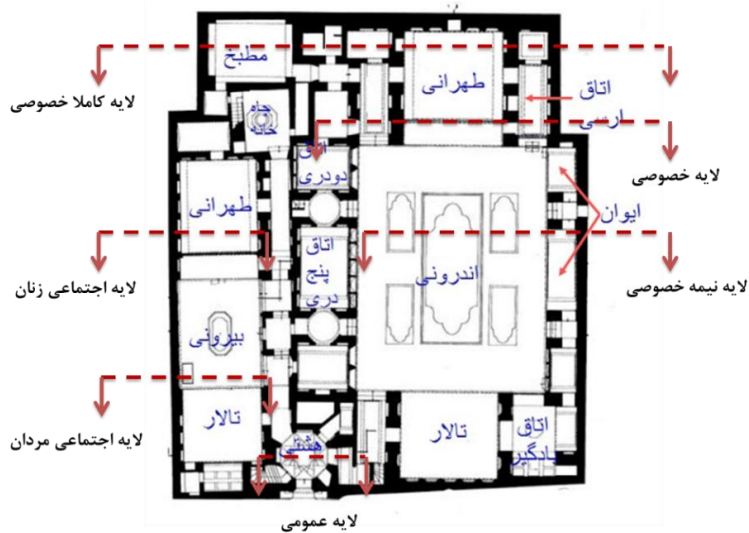 مطبخ
طهرانی
اتاق
ارسی
لایه کاملا خصوصی
چاه
خانه
اتاق
دودری
لایه خصوصی
طهرانی
ایوان
اتاق
پنج
دری
اندرونی
لایه اجتماعی زنان
لایه نیمه خصوصی
بیرونی
تالار
تالار
اتاق
بادگیر
لایه اجتماعی مردان
هشتی
لایه عمومی